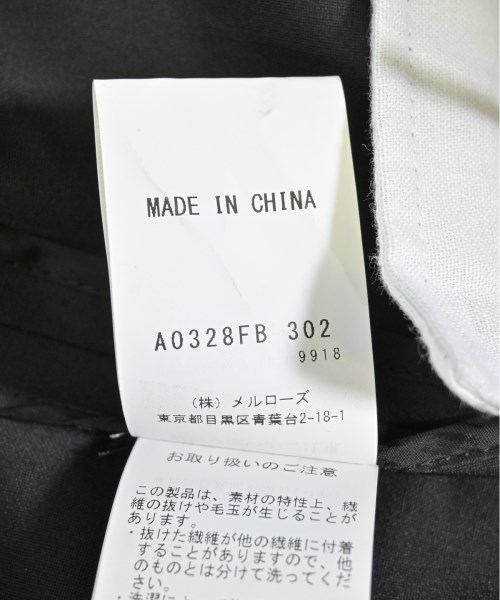 MADE IN CHINA
A0328FB 302
9918
(株) メルローズ
東京都目黒区青葉台2-18-1
お取り扱いのご注意
この製品は、素材の特性上、繊
維の抜けや毛玉が生じることが
あります。
・抜けた繊維が他の繊維に付着
することがありますので、他
のものとは分けて洗ってくだ
さい。
・洗濯に